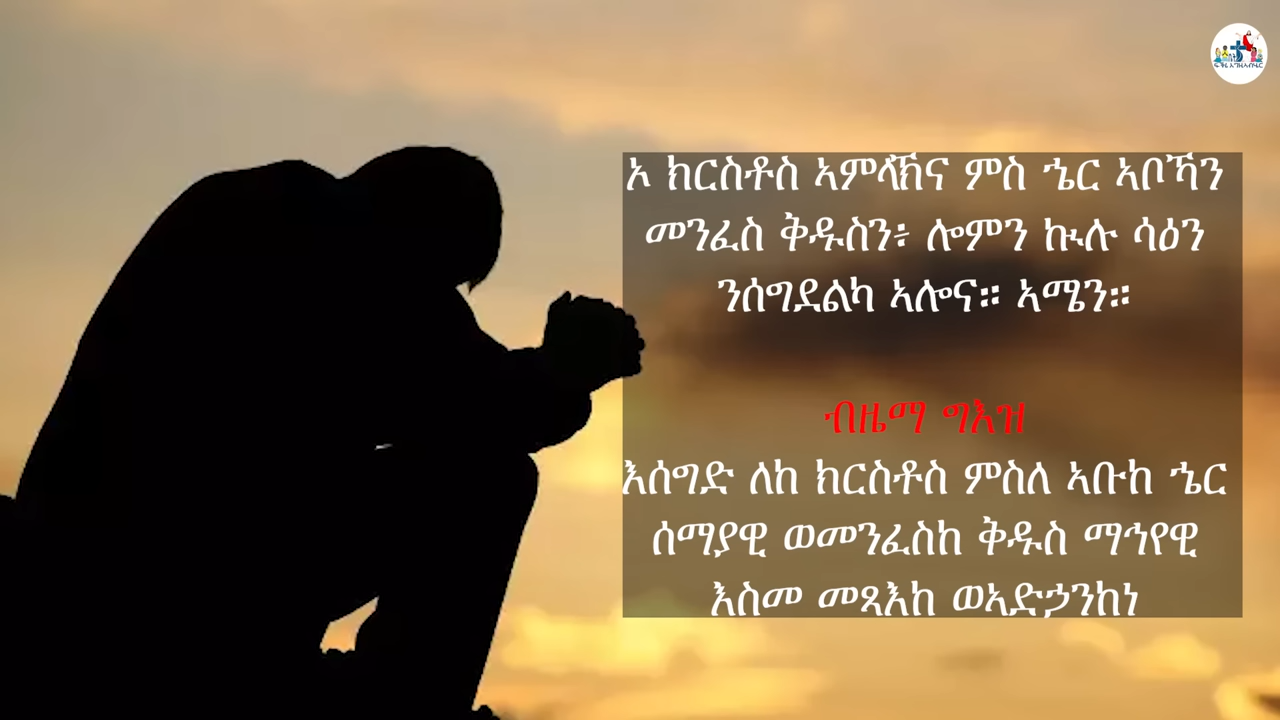 ኦ ክርስቶስ ኣምላኽና ምስ ኄር ኣቦኻን
መንፈስ ቅዱስን፥ ሎምን ኩሉ ሳዕን
ንሰግደልካ ኣሎና። ኣሜን።
ብዜማ ግእዝ
እሰግድ ለከ ክርስቶስ ምስለ ኣቡከ ኄር
ሰማያዊ ወመንፈስከ ቅዱስ ማኅየዊ
እስመ መጻእከ ወኣድኃንከነ